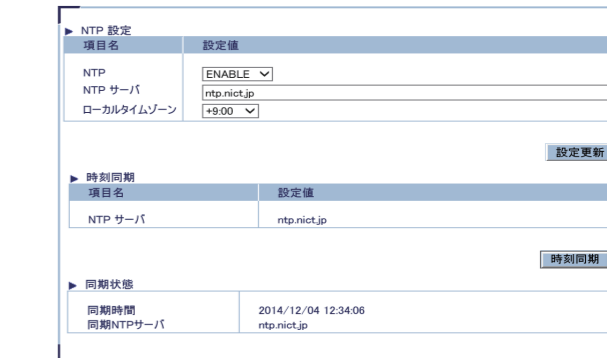 ▶ NTP 設定
項目名 設定値
NTP ENABLE
NTP サーバ ntp.nict.jp
ローカルタイムゾーン +9:00
設定更新
▶ 時刻同期
項目名 設定値
NTP サーバ ntp.nict.jp
時刻同期
▶ 同期状態
同期時間 2014/12/04 12:34:06
同期NTPサーバ ntp.nict.jp